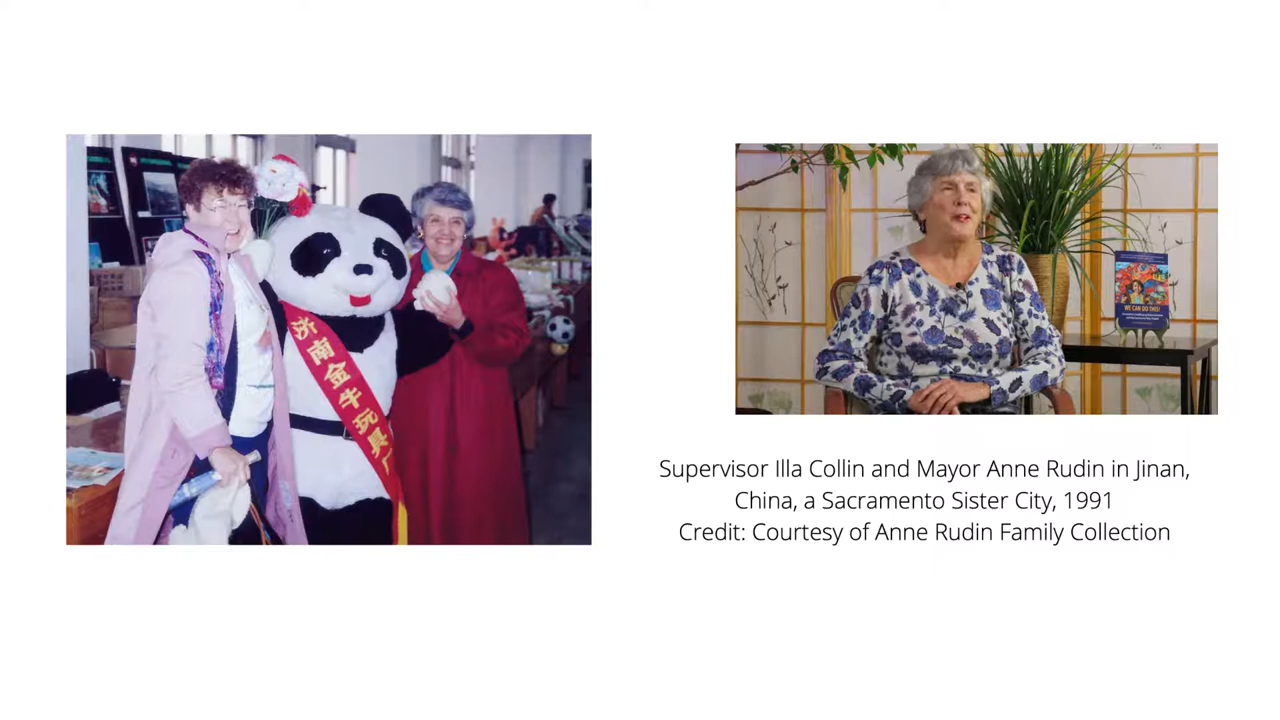 济南金牛玩具厂
WE CAN DO THIS!
Supervisor Illa Collin and Mayor Anne Rudin in Jinan,
China, a Sacramento Sister City, 1991
Credit: Courtesy of Anne Rudin Family Collection